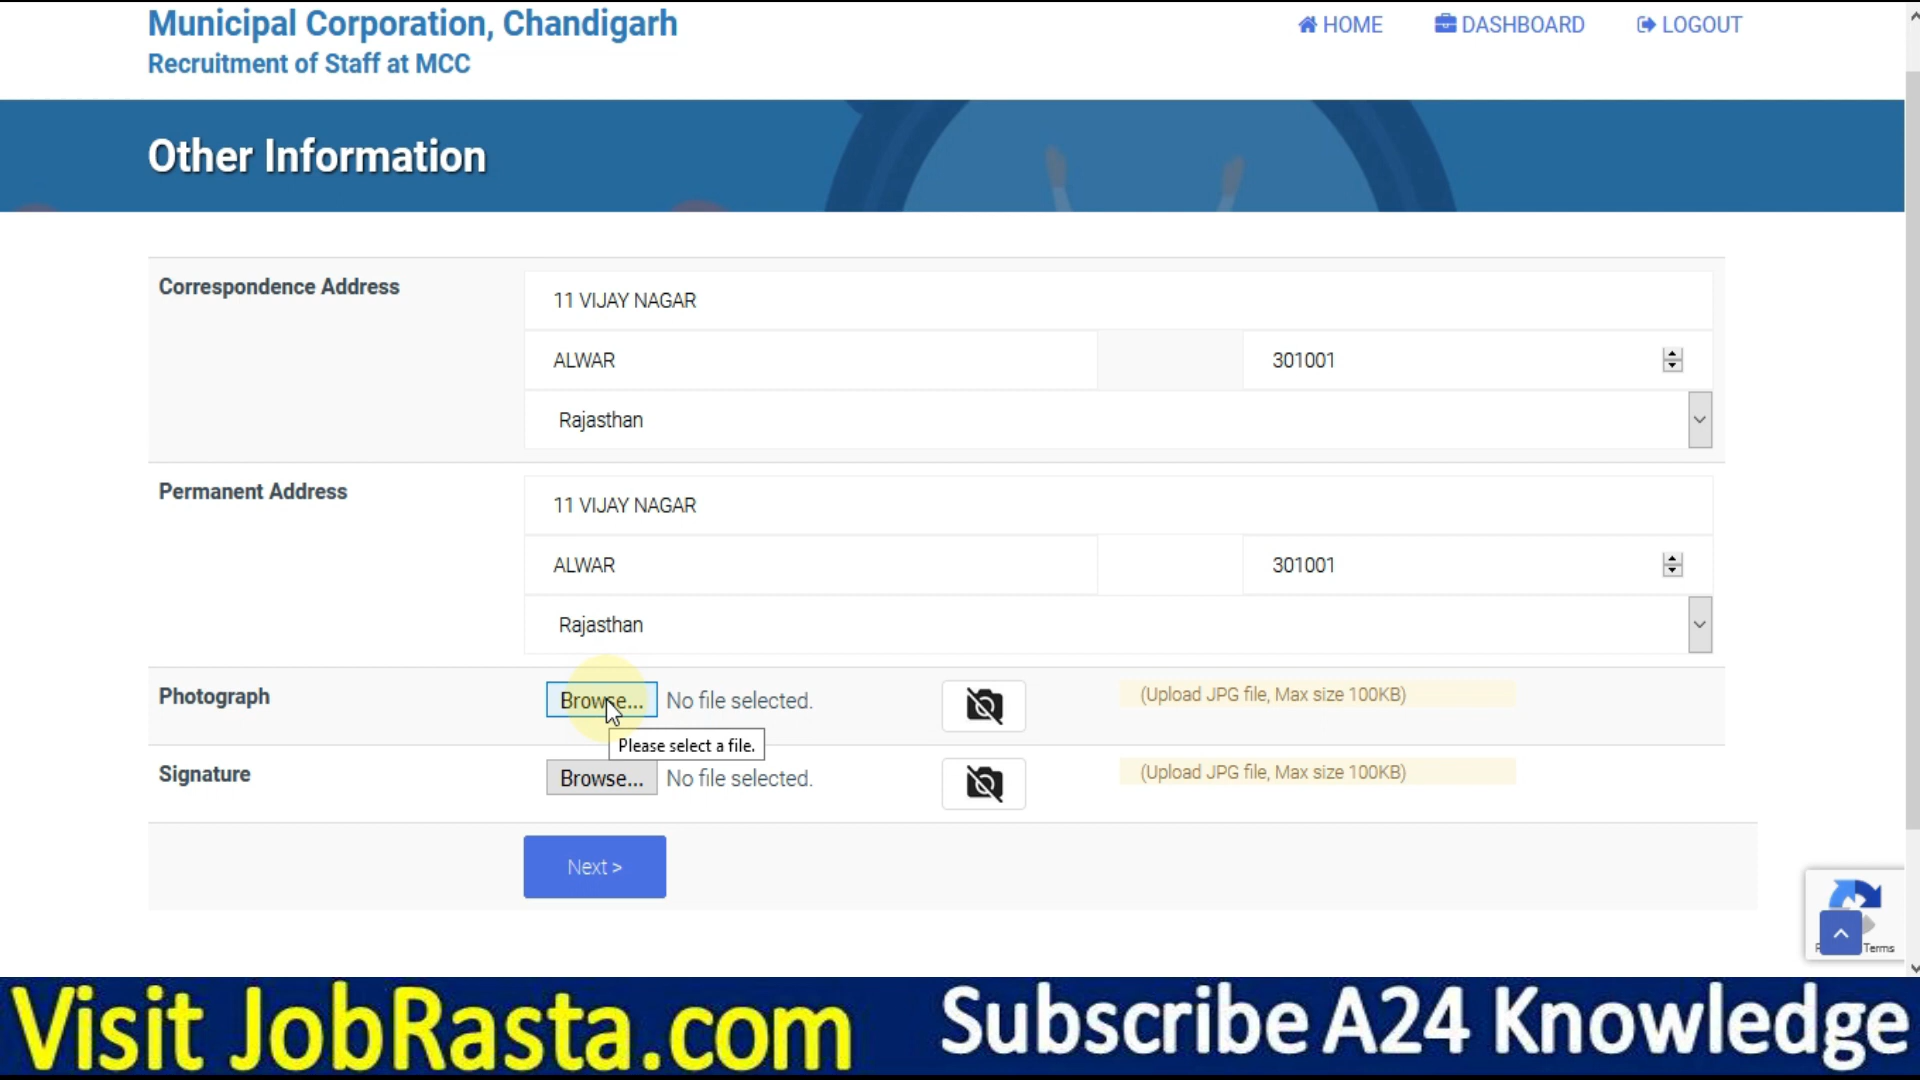 Municipal Corporation, Chandigarh
Recruitment of Staff at MCC
HOME DASHBOARD LOGOUT
Other Information
Correspondence Address
11 VIJAY NAGAR
ALWAR 301001
Rajasthan
Permanent Address
11 VIJAY NAGAR
ALWAR 301001
Rajasthan
Photograph Browse... No file selected. (Upload JPG file, Max size 100KB)
Please select a file.
Signature Browse... No file selected. (Upload JPG file, Max size 100KB)
Next >
Terms
Visit JobRasta.com Subscribe A24 Knowledge